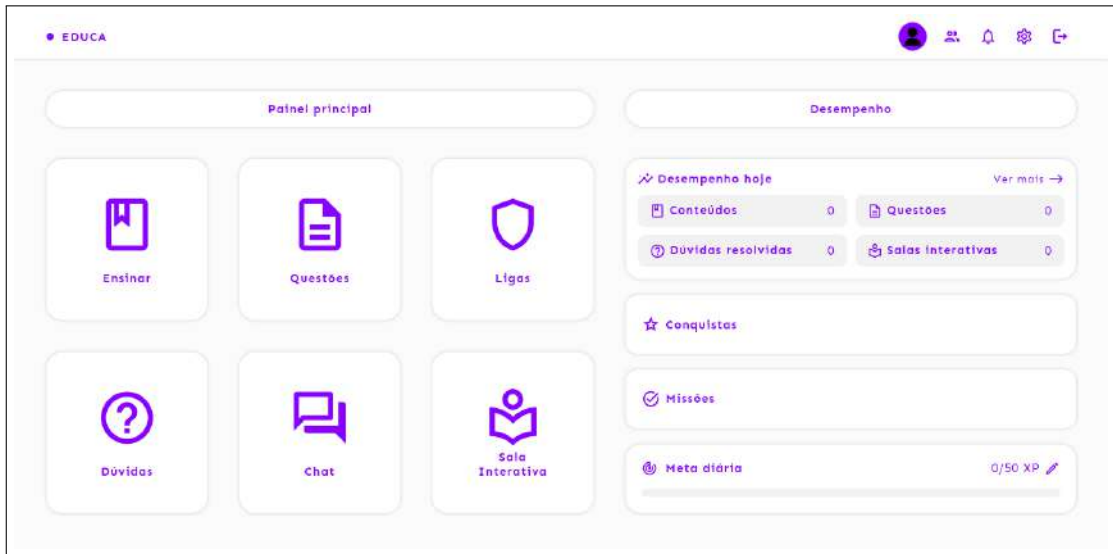 EDUCA
Painel principal
Ensinar
Questões
Ligas
Dúvidas
Chat
Sala
Interativa
Desempenho
Desempenho hoje
Ver mais →
Conteúdos 0
Questões 0
Dúvidas resolvidas 0
Salas interativas 0
Conquistas
Missões
Meta diária 0/50 XP